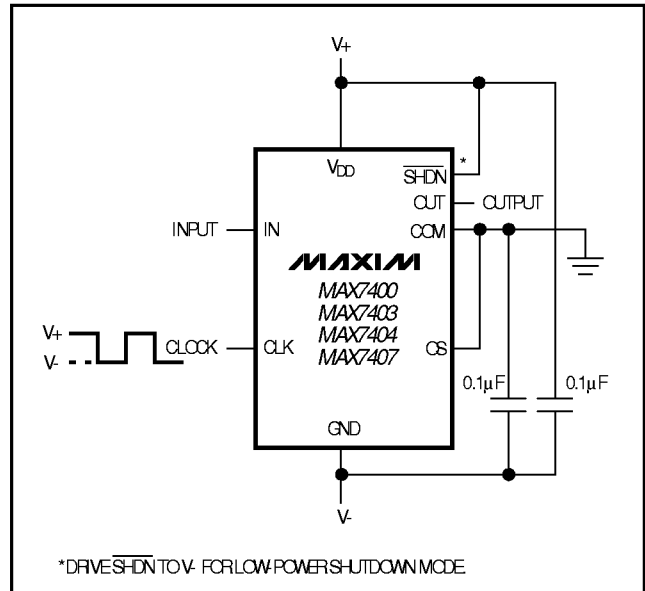 V+
VDD
SHDN
*
OUT
OUTPUT
INPUT
IN
COM
MAXIM
MAX7400
MAX7403
MAX7404
MAX7407
V+
V-
CLOCK
CLK
OS
0.1µF
0.1µF
GND
V-
*DRIVE SHDN TO V- FOR LOW-POWER SHUTDOWN MODE.